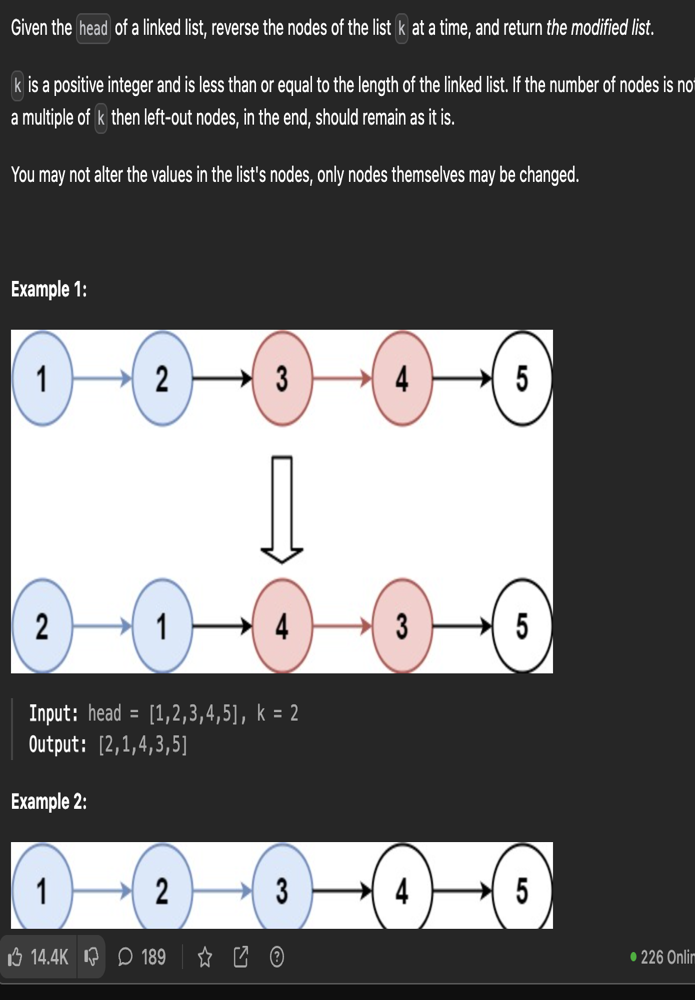 Given the head of a linked list, reverse the nodes of the list k at a time, and return the modified list.
k is a positive integer and is less than or equal to the length of the linked list. If the number of nodes is no
a multiple of k then left-out nodes, in the end, should remain as it is.
You may not alter the values in the list's nodes, only nodes themselves may be changed.
Example 1:
1 2 3 4 5
2 1 4 3 5
Input: head = [1,2,3,4,5], k = 2
Output: [2,1,4,3,5]
Example 2:
1 2 3 4 5
14.4K 189 226 Onlin